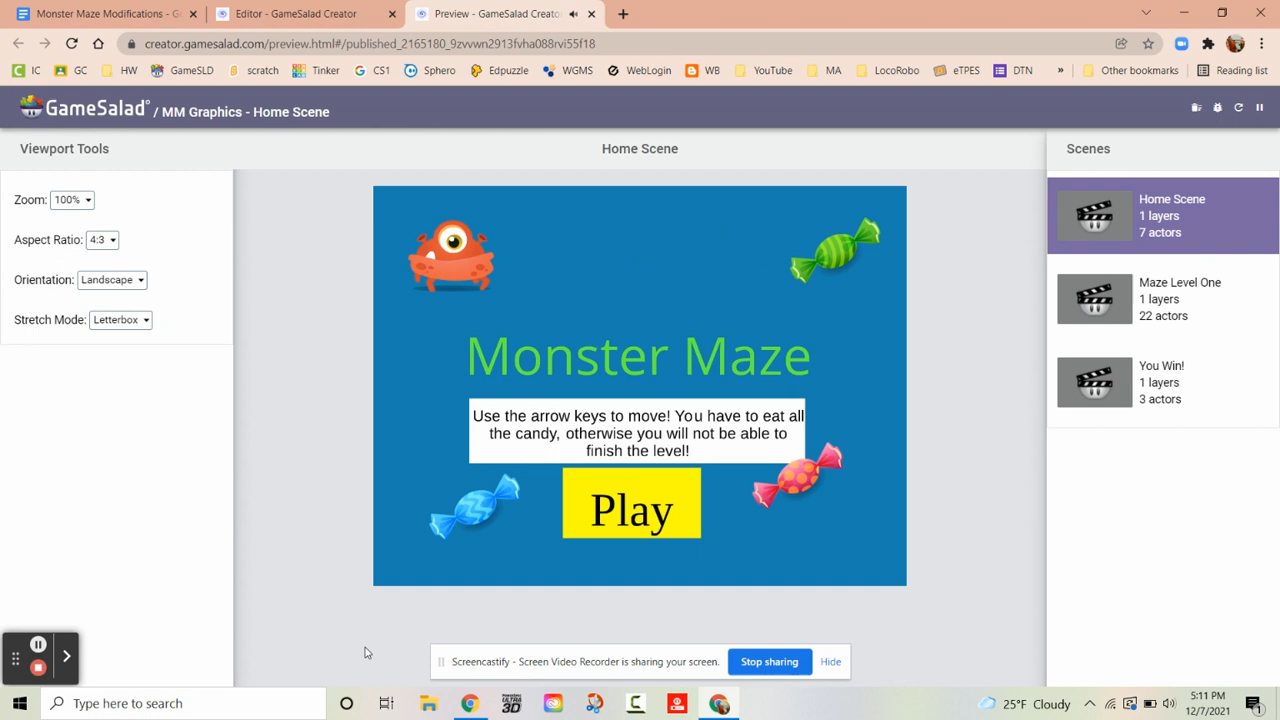 Monster Maze Modifications - G
Editor - GameSalad Creator
Preview - GameSalad Creator
creator.gamesalad.com/preview.html#/published_2165180_9zvvwn2913fvha088rvi55f18
IC
GC
HW
GameSLD
scratch
Tinker
CS1
Sphero
Edpuzzle
WGMS
WebLogin
WB
YouTube
MA
LocoRobo
eTPES
DTN
»
Other bookmarks
Reading list
GameSalad® / MM Graphics - Home Scene
Viewport Tools
Home Scene
Scenes
Zoom: 100%
Aspect Ratio: 4:3
Orientation: Landscape
Stretch Mode: Letterbox
Monster Maze
Use the arrow keys to move! You have to eat all
the candy, otherwise you will not be able to
finish the level!
Play
Home Scene
1 layers
7 actors
Maze Level One
1 layers
22 actors
You Win!
1 layers
3 actors
Screencastify - Screen Video Recorder is sharing your screen.
Stop sharing
Hide
Type here to search
25°F Cloudy
5:11 PM
12/7/2021